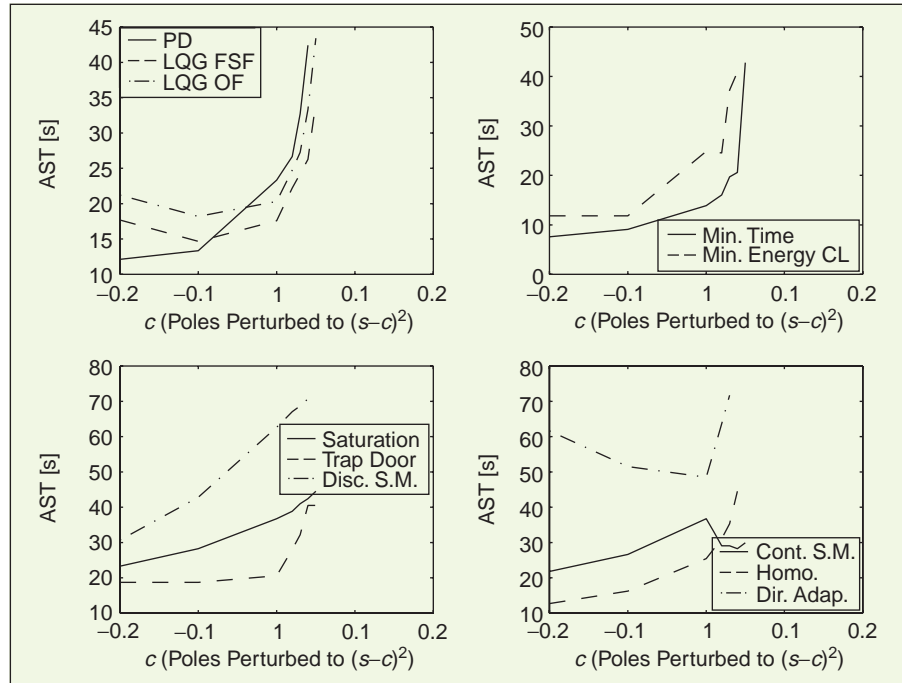 45
40
35
30
25
20
15
10
AST [s]
PD
LQG FSF
LQG OF
−0.2 −0.1 1 0.1 0.2
c (Poles Perturbed to (s–c)²)
50
40
30
20
10
0
AST [s]
Min. Time
Min. Energy CL
−0.2 −0.1 1 0.1 0.2
c (Poles Perturbed to (s–c)²)
80
70
60
50
40
30
20
10
AST [s]
Saturation
Trap Door
Disc. S.M.
−0.2 −0.1 1 0.1 0.2
c (Poles Perturbed to (s–c)²)
80
70
60
50
40
30
20
10
AST [s]
Cont. S.M.
Homo.
Dir. Adap.
−0.2 −0.1 1 0.1 0.2
c (Poles Perturbed to (s–c)²)